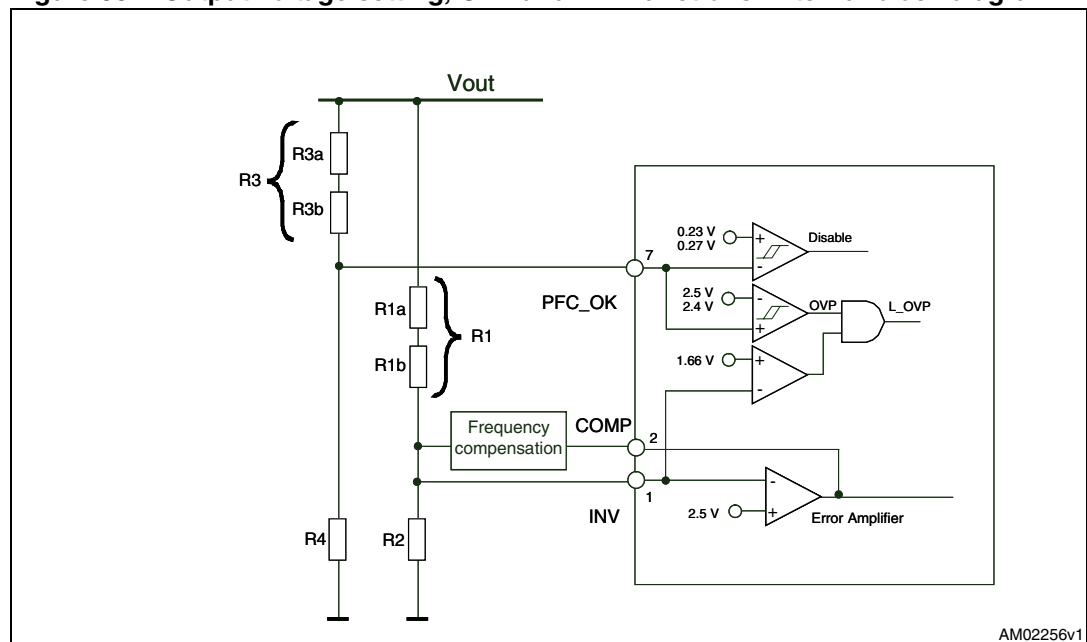 Vout
R3a
R3
R3b
7
PFC_OK
0.23 V
0.27 V
+
-
Disable
2.5 V
2.4 V
-
+
OVP
L_OVP
1.66 V
+
-
R1a
R1
R1b
Frequency
compensation
COMP
2
1
INV
-
2.5 V
+
Error Amplifier
R4
R2
AM02256v1